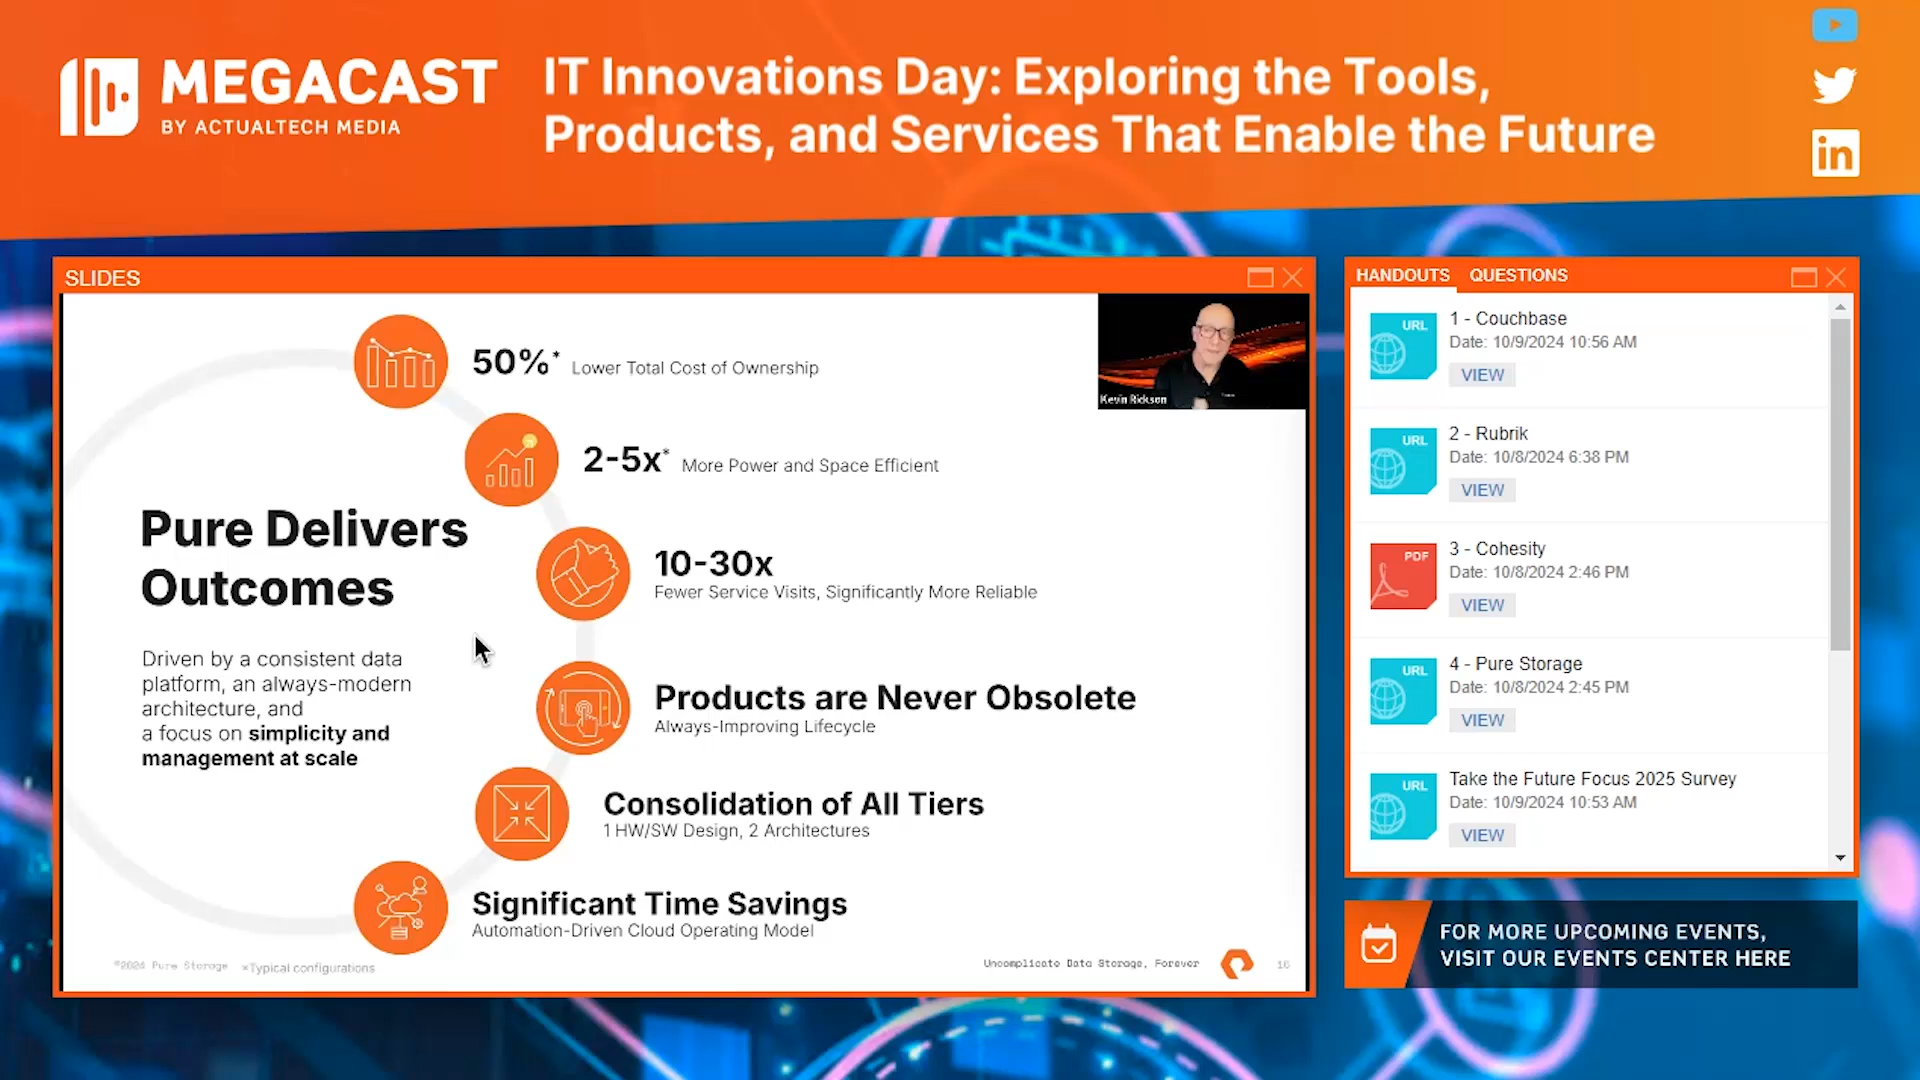 MEGACAST
BY ACTUALTECH MEDIA
IT Innovations Day: Exploring the Tools,
Products, and Services That Enable the Future
in
SLIDES
50%* Lower Total Cost of Ownership
Kevin Rickson
2-5x* More Power and Space Efficient
Pure Delivers
Outcomes
10-30x
Fewer Service Visits, Significantly More Reliable
Driven by a consistent data
platform, an always-modern
architecture, and
a focus on simplicity and
management at scale
Products are Never Obsolete
Always-Improving Lifecycle
Consolidation of All Tiers
1 HW/SW Design, 2 Architectures
Significant Time Savings
Automation-Driven Cloud Operating Model
©2024 Pure Storage *Typical configurations
Uncomplicate Data Storage, Forever
16
HANDOUTS QUESTIONS
URL
1 - Couchbase
Date: 10/9/2024 10:56 AM
VIEW
URL
2 - Rubrik
Date: 10/8/2024 6:38 PM
VIEW
PDF
3 - Cohesity
Date: 10/8/2024 2:46 PM
VIEW
URL
4 - Pure Storage
Date: 10/8/2024 2:45 PM
VIEW
URL
Take the Future Focus 2025 Survey
Date: 10/9/2024 10:53 AM
VIEW
FOR MORE UPCOMING EVENTS,
VISIT OUR EVENTS CENTER HERE